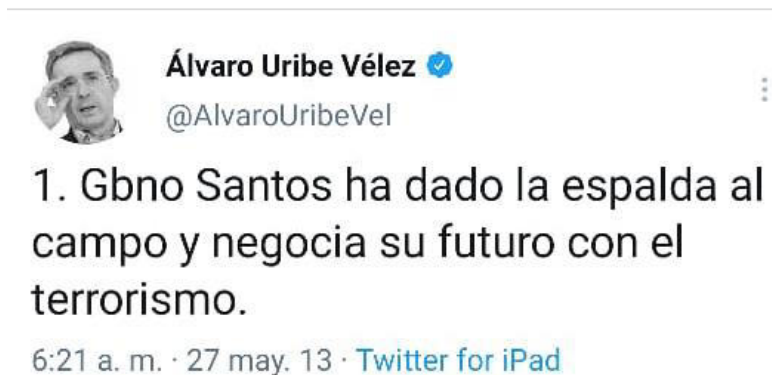 Álvaro Uribe Vélez
@AlvaroUribeVel
1. Gbno Santos ha dado la espalda al
campo y negocia su futuro con el
terrorismo.
6:21 a. m. · 27 may. 13 · Twitter for iPad